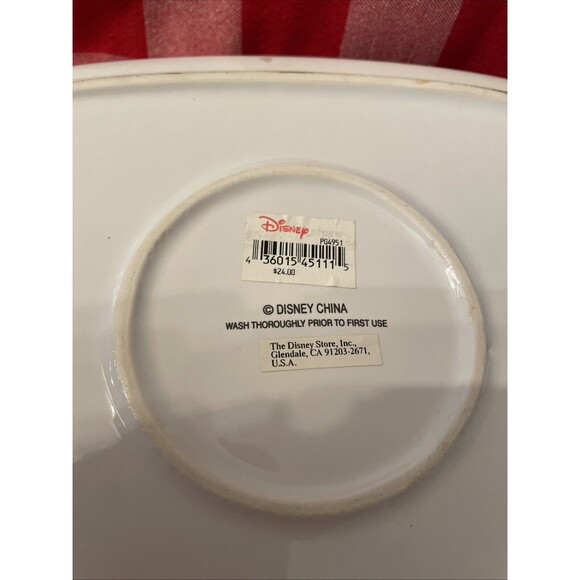 Disney Store
PG4951
4 36015 45111 5
$24.00
© DISNEY CHINA
WASH THOROUGHLY PRIOR TO FIRST USE
The Disney Store, Inc.,
Glendale, CA 91203-2671,
U.S.A.